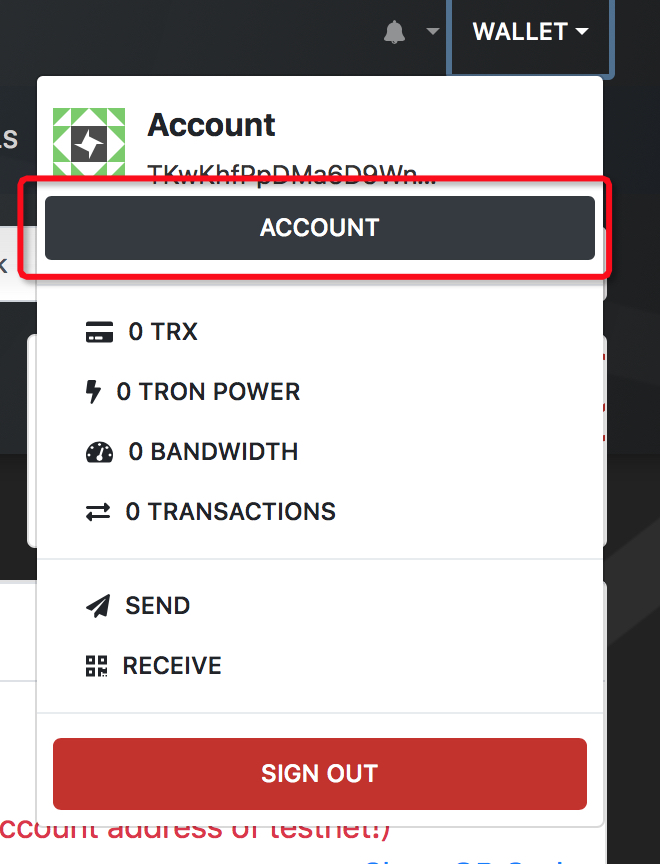 WALLET
LS
Account
TKwKhfPpDMa6D9Wn...
ACCOUNT
k
0 TRX
0 TRON POWER
0 BANDWIDTH
0 TRANSACTIONS
SEND
RECEIVE
SIGN OUT
ccount address of testnet!)